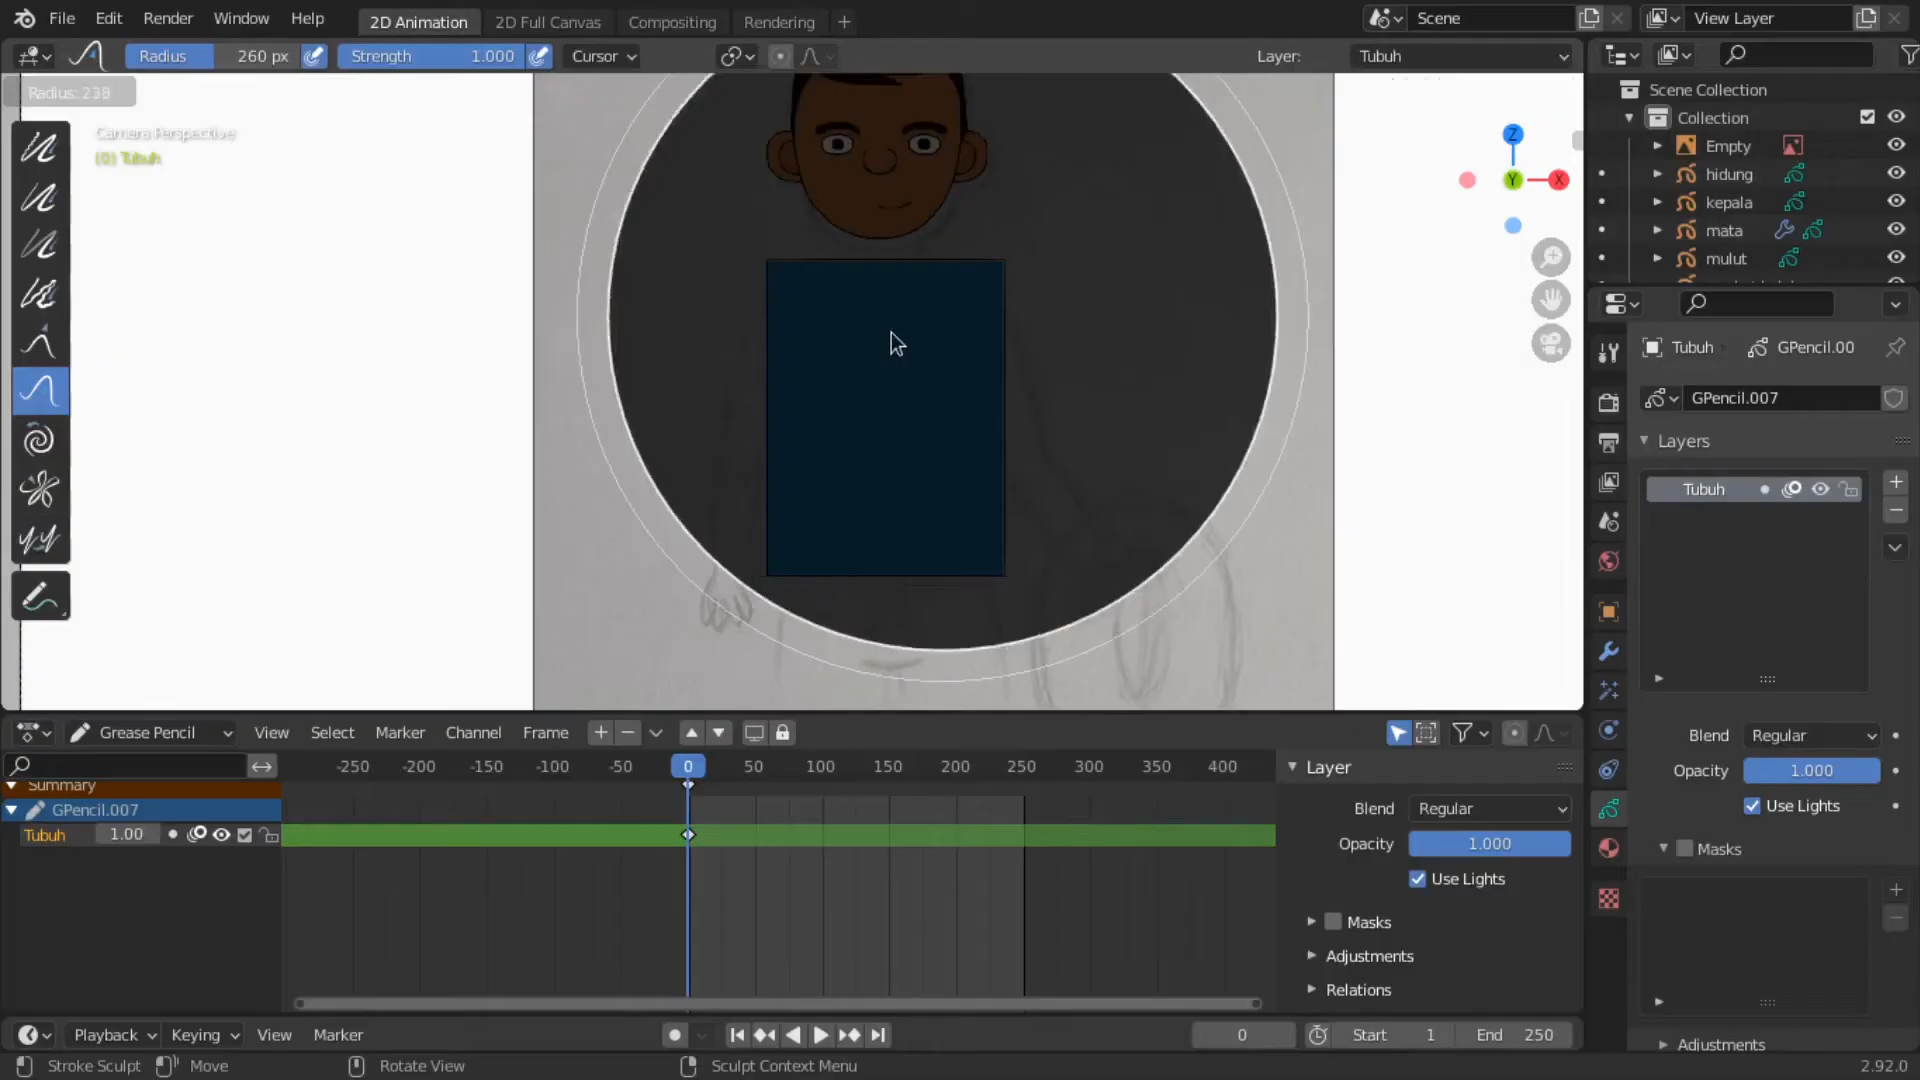 File Edit Render Window Help 2D Animation 2D Full Canvas Compositing Rendering + Scene View Layer
Radius 260 px Strength 1.000 Cursor Layer: Tubuh
Radius: 238
Camera Perspective
(0) Tubuh
Z
Y
X
Scene Collection
Collection
Empty
hidung
kepala
mata
mulut
Tubuh GPencil.00
GPencil.007
Layers
Tubuh
Blend Regular
Opacity 1.000
Use Lights
Masks
Adjustments
Grease Pencil View Select Marker Channel Frame
-250 -200 -150 -100 -50 0 50 100 150 200 250 300 350 400
Summary
GPencil.007
Tubuh 1.00
Layer
Blend Regular
Opacity 1.000
Use Lights
Masks
Adjustments
Relations
Playback Keying View Marker 0 Start 1 End 250
Stroke Sculpt Move Rotate View Sculpt Context Menu 2.92.0